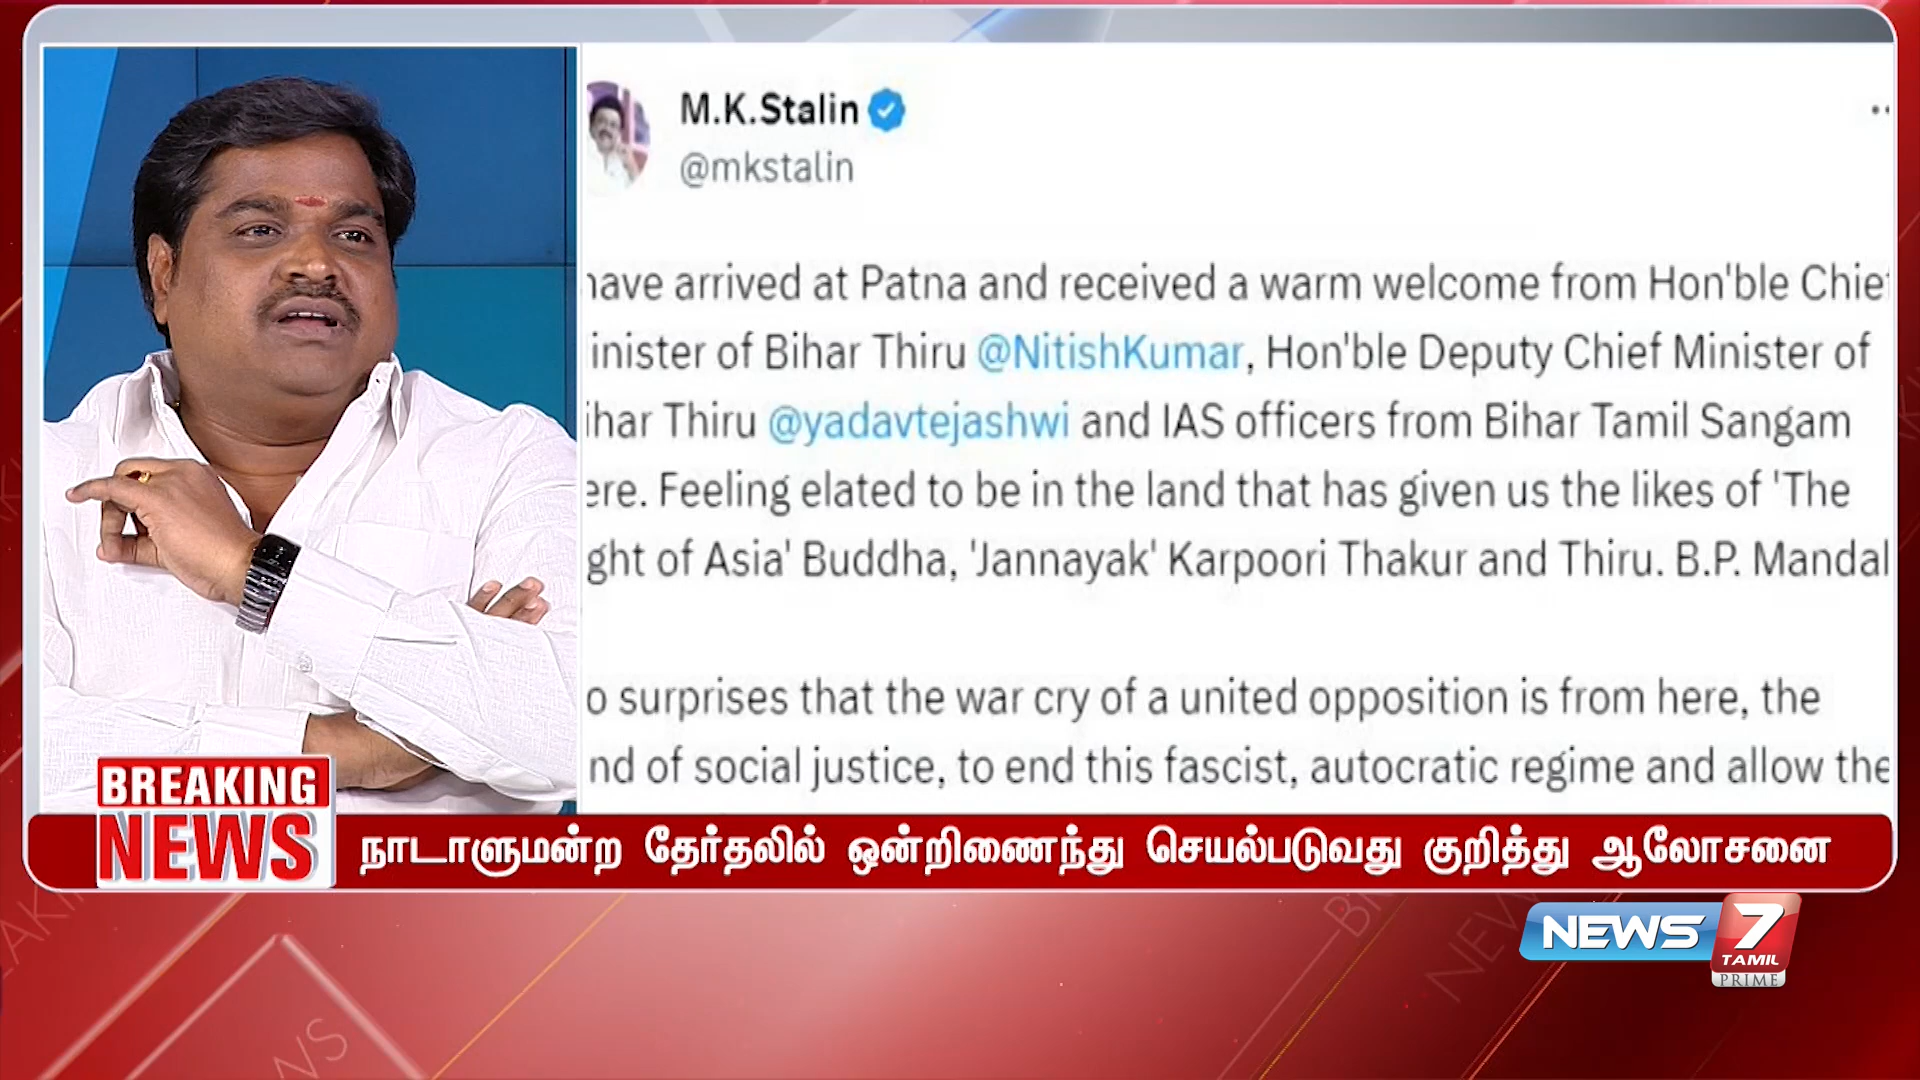 M.K.Stalin
@mkstalin
have arrived at Patna and received a warm welcome from Hon'ble Chief
inister of Bihar Thiru @NitishKumar, Hon'ble Deputy Chief Minister of
ihar Thiru @yadavtejashwi and IAS officers from Bihar Tamil Sangam
ere. Feeling elated to be in the land that has given us the likes of 'The
ght of Asia' Buddha, 'Jannayak' Karpoori Thakur and Thiru. B.P. Mandal
o surprises that the war cry of a united opposition is from here, the
nd of social justice, to end this fascist, autocratic regime and allow the
BREAKING
NEWS
நாடாளுமன்ற தேர்தலில் ஒன்றிணைந்து செயல்படுவது குறித்து ஆலோசனை
NEWS 7
TAMIL
PRIME